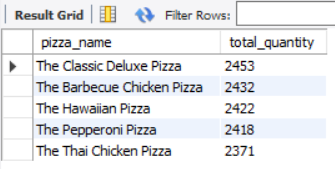 Result Grid Filter Rows:
pizza_name total_quantity
The Classic Deluxe Pizza 2453
The Barbecue Chicken Pizza 2432
The Hawaiian Pizza 2422
The Pepperoni Pizza 2418
The Thai Chicken Pizza 2371